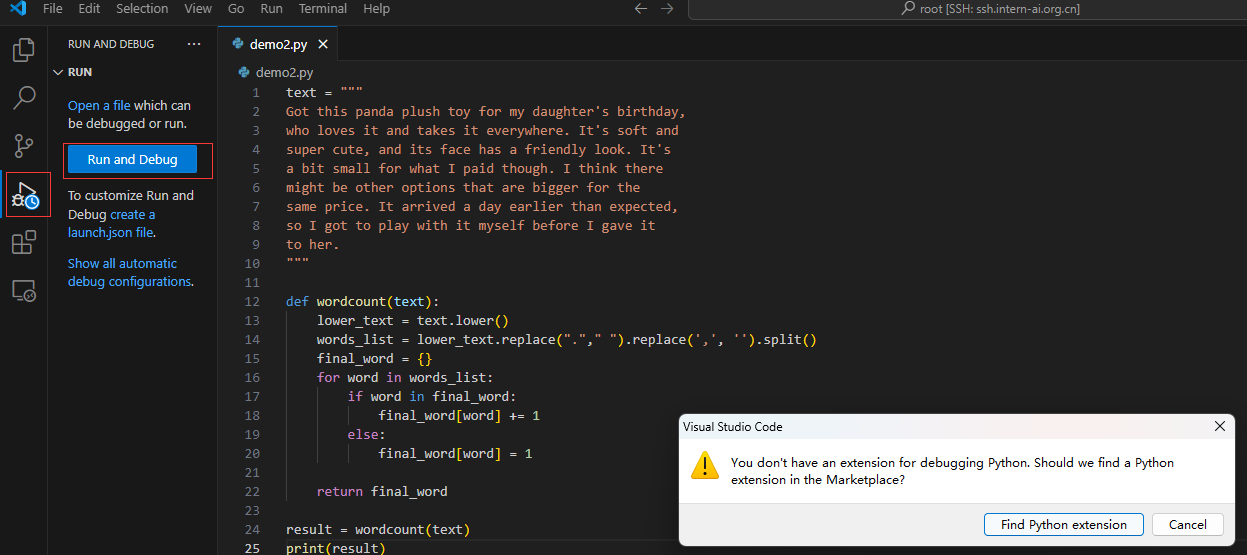 File Edit Selection View Go Run Terminal Help
root [SSH: ssh.intern-ai.org.cn]
RUN AND DEBUG ···
RUN
Open a file which can
be debugged or run.
Run and Debug
To customize Run and
Debug create a
launch.json file.
Show all automatic
debug configurations.
demo2.py
demo2.py
1 text = """
2 Got this panda plush toy for my daughter's birthday,
3 who loves it and takes it everywhere. It's soft and
4 super cute, and its face has a friendly look. It's
5 a bit small for what I paid though. I think there
6 might be other options that are bigger for the
7 same price. It arrived a day earlier than expected,
8 so I got to play with it myself before I gave it
9 to her.
10 """
11
12 def wordcount(text):
13 lower_text = text.lower()
14 words_list = lower_text.replace("."," ").replace(',', '').split()
15 final_word = {}
16 for word in words_list:
17 if word in final_word:
18 final_word[word] += 1
19 else:
20 final_word[word] = 1
21
22 return final_word
23
24 result = wordcount(text)
25 print(result)
Visual Studio Code
You don't have an extension for debugging Python. Should we find a Python
extension in the Marketplace?
Find Python extension
Cancel